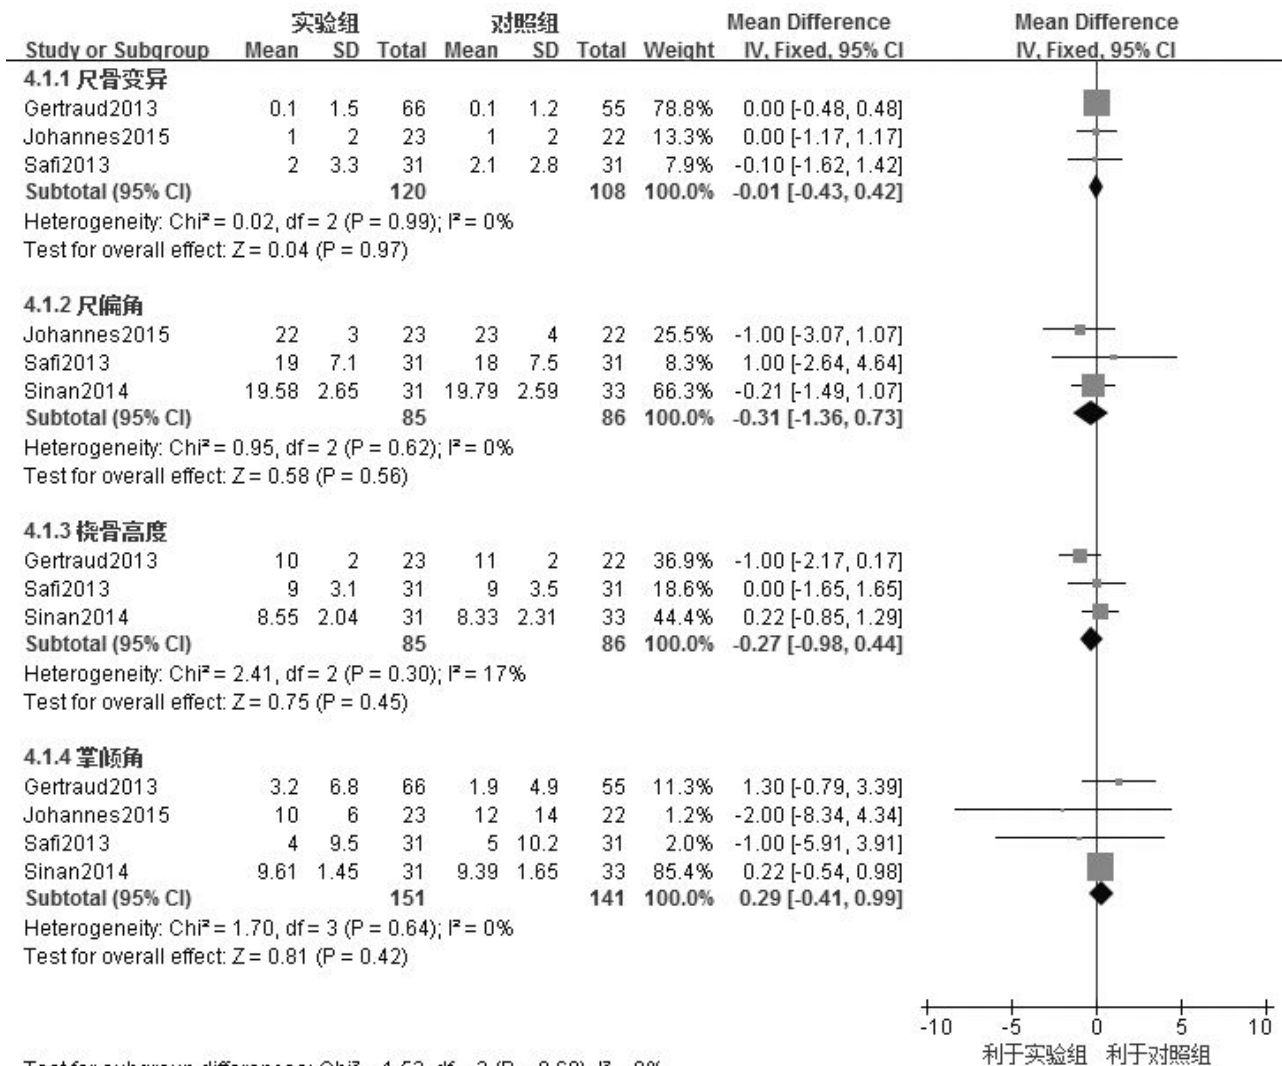 实验组 对照组 Mean Difference Mean Difference
Study or Subgroup Mean SD Total Mean SD Total Weight IV, Fixed, 95% CI IV, Fixed, 95% CI
4.1.1 尺骨变异
Gertraud2013 0.1 1.5 66 0.1 1.2 55 78.8% 0.00 [-0.48, 0.48]
Johannes2015 1 2 23 1 2 22 13.3% 0.00 [-1.17, 1.17]
Safi2013 2 3.3 31 2.1 2.8 31 7.9% -0.10 [-1.62, 1.42]
Subtotal (95% CI) 120 108 100.0% -0.01 [-0.43, 0.42]
Heterogeneity: Chi² = 0.02, df = 2 (P = 0.99); I² = 0%
Test for overall effect: Z = 0.04 (P = 0.97)
4.1.2 尺偏角
Johannes2015 22 3 23 23 4 22 25.5% -1.00 [-3.07, 1.07]
Safi2013 19 7.1 31 18 7.5 31 8.3% 1.00 [-2.64, 4.64]
Sinan2014 19.58 2.65 31 19.79 2.59 33 66.3% -0.21 [-1.49, 1.07]
Subtotal (95% CI) 85 86 100.0% -0.31 [-1.36, 0.73]
Heterogeneity: Chi² = 0.95, df = 2 (P = 0.62); I² = 0%
Test for overall effect: Z = 0.58 (P = 0.56)
4.1.3 桡骨高度
Gertraud2013 10 2 23 11 2 22 36.9% -1.00 [-2.17, 0.17]
Safi2013 9 3.1 31 9 3.5 31 18.6% 0.00 [-1.65, 1.65]
Sinan2014 8.55 2.04 31 8.33 2.31 33 44.4% 0.22 [-0.85, 1.29]
Subtotal (95% CI) 85 86 100.0% -0.27 [-0.98, 0.44]
Heterogeneity: Chi² = 2.41, df = 2 (P = 0.30); I² = 17%
Test for overall effect: Z = 0.75 (P = 0.45)
4.1.4 掌倾角
Gertraud2013 3.2 6.8 66 1.9 4.9 55 11.3% 1.30 [-0.79, 3.39]
Johannes2015 10 6 23 12 14 22 1.2% -2.00 [-8.34, 4.34]
Safi2013 4 9.5 31 5 10.2 31 2.0% -1.00 [-5.91, 3.91]
Sinan2014 9.61 1.45 31 9.39 1.65 33 85.4% 0.22 [-0.54, 0.98]
Subtotal (95% CI) 151 141 100.0% 0.29 [-0.41, 0.99]
Heterogeneity: Chi² = 1.70, df = 3 (P = 0.64); I² = 0%
Test for overall effect: Z = 0.81 (P = 0.42)
-10 -5 0 5 10
利于实验组 利于对照组